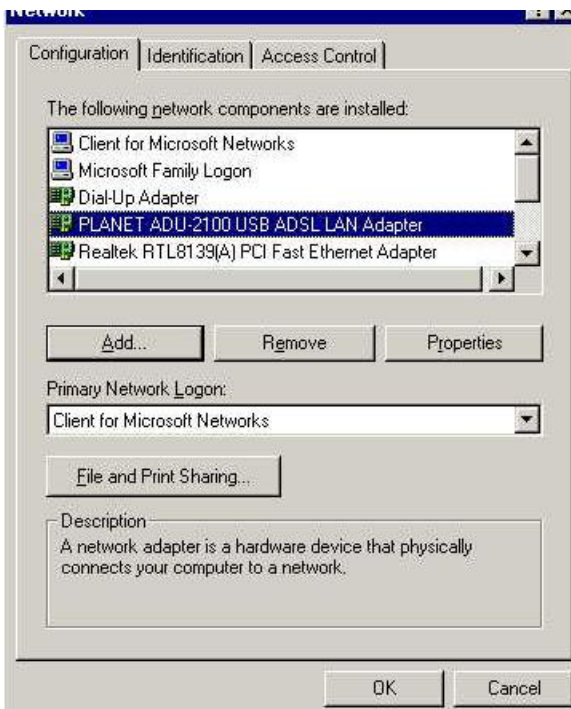 Network
Configuration Identification Access Control
The following network components are installed:
Client for Microsoft Networks
Microsoft Family Logon
Dial-Up Adapter
PLANET ADU-2100 USB ADSL LAN Adapter
Realtek RTL8139(A) PCI Fast Ethernet Adapter
Add... Remove Properties
Primary Network Logon:
Client for Microsoft Networks
File and Print Sharing...
Description
A network adapter is a hardware device that physically
connects your computer to a network.
OK Cancel